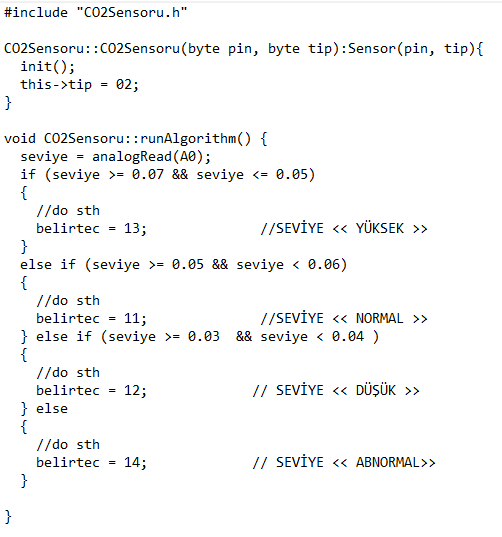 #include "CO2Sensoru.h"

CO2Sensoru::CO2Sensoru(byte pin, byte tip):Sensor(pin, tip){
  init();
  this->tip = 02;
}

void CO2Sensoru::runAlgorithm() {
  seviye = analogRead(A0);
  if (seviye >= 0.07 && seviye <= 0.05)
  {
    //do sth
    belirtec = 13;              //SEVİYE << YÜKSEK >>
  }
  else if (seviye >= 0.05 && seviye < 0.06)
  {
    //do sth
    belirtec = 11;              //SEVİYE << NORMAL >>
  } else if (seviye >= 0.03  && seviye < 0.04 )
  {
    //do sth
    belirtec = 12;             // SEVİYE << DÜŞÜK >>
  } else
  {
    //do sth
    belirtec = 14;             // SEVİYE << ABNORMAL>>
  }

}